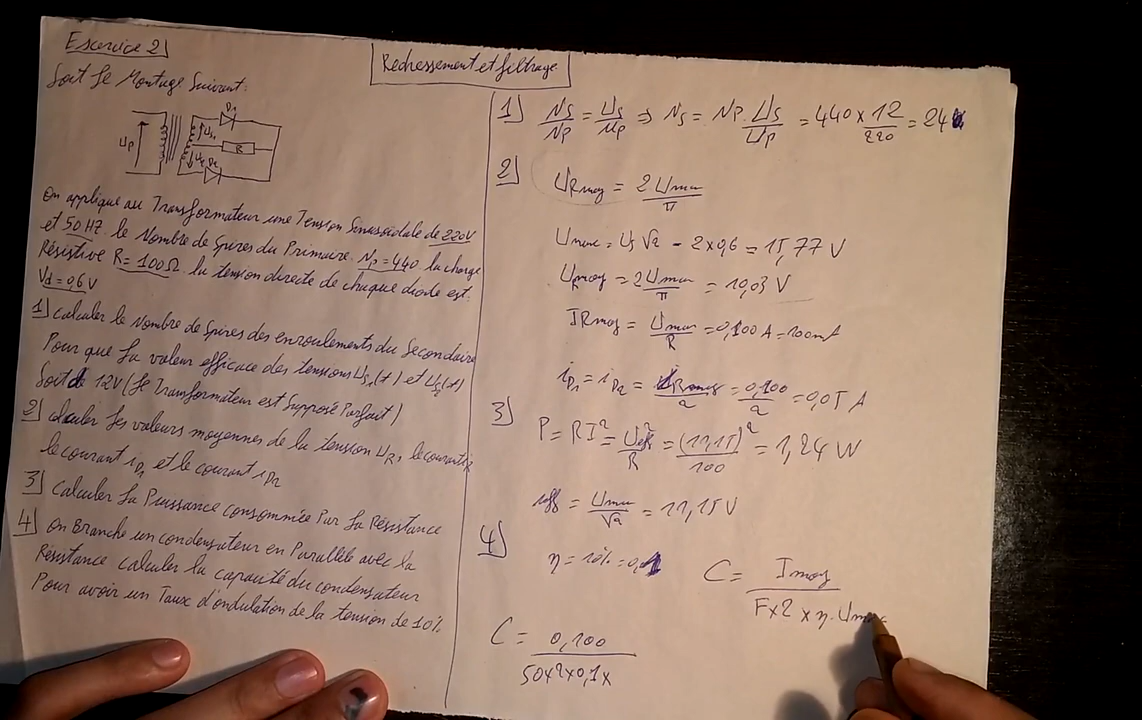 Exercice 2
Redressement et filtrage
Soit le Montage Suivant:
Up
Us1
D1
R
Us2
D2
On applique au Transformateur une Tension Sinusoidale de 220V
et 50 HZ. le Nombre de Spires du Primaire Np = 440 la charge
Résistive R = 100Ω la tension directe de chaque diode est
Vd = 0,6 V
1) calculer le Nombre de Spires des enroulements du Secondaire
Pour que la valeur efficace des tensions Us1(t) et Us2(t)
Soit de 12V (le Transformateur est Supposé Parfait)
2) calculer les valeurs moyennes de la tension UR, le courant iR
le courant iD1 et le courant iD2
3) Calculer la Puissance consommée Par la Résistance
4) on Branche un condensateur en Parallèle avec la
Résistance calculer la capacité du condensateur
Pour avoir un Taux d'ondulation de la tension de 10%
1) Ns/Np = Us/Up ⇒ Ns = Np · Us/Up = 440 × 12/220 = 24
2) URmoy = 2Umax/π
Umax = Us√2 - 2×0,6 = 15,77 V
URmoy = 2Umax/π = 10,03 V
IRmoy = Umax/R = 0,100 A = 100mA
iD1 = iD2 = IRmoy/2 = 0,100/2 = 0,05 A
3) P = RI² = Ueff²/R = (11,15)²/100 = 1,24 W
Ueff = Umax/√2 = 11,15 V
4) η = 10% = 0,1
C = Imoy/(F×2×η·Umax
C = 0,100/(50×2×0,1×